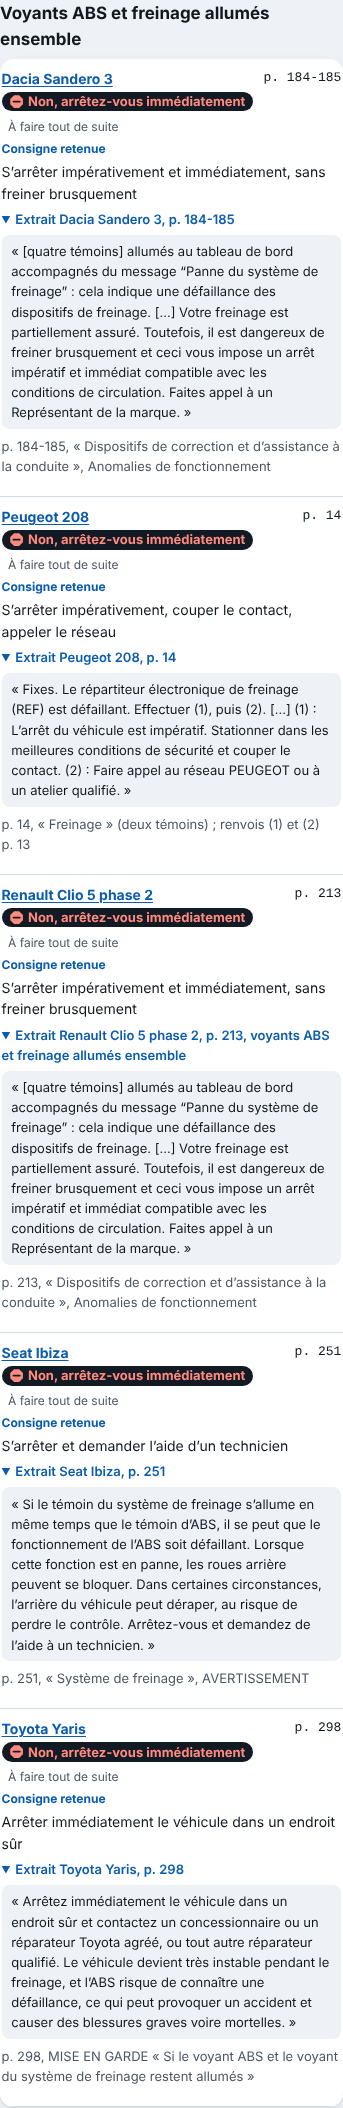 Voyants ABS et freinage allumés
ensemble
Dacia Sandero 3 p. 184-185
Non, arrêtez-vous immédiatement
À faire tout de suite
Consigne retenue
S’arrêter impérativement et immédiatement, sans
freiner brusquement
▼ Extrait Dacia Sandero 3, p. 184-185
« [quatre témoins] allumés au tableau de bord
accompagnés du message “Panne du système de
freinage” : cela indique une défaillance des
dispositifs de freinage. [...] Votre freinage est
partiellement assuré. Toutefois, il est dangereux de
freiner brusquement et ceci vous impose un arrêt
impératif et immédiat compatible avec les
conditions de circulation. Faites appel à un
Représentant de la marque. »
p. 184-185, « Dispositifs de correction et d’assistance à
la conduite », Anomalies de fonctionnement
Peugeot 208 p. 14
Non, arrêtez-vous immédiatement
À faire tout de suite
Consigne retenue
S’arrêter impérativement, couper le contact,
appeler le réseau
▼ Extrait Peugeot 208, p. 14
« Fixes. Le répartiteur électronique de freinage
(REF) est défaillant. Effectuer (1), puis (2). [...] (1) :
L’arrêt du véhicule est impératif. Stationner dans les
meilleures conditions de sécurité et couper le
contact. (2) : Faire appel au réseau PEUGEOT ou à
un atelier qualifié. »
p. 14, « Freinage » (deux témoins) ; renvois (1) et (2)
p. 13
Renault Clio 5 phase 2 p. 213
Non, arrêtez-vous immédiatement
À faire tout de suite
Consigne retenue
S’arrêter impérativement et immédiatement, sans
freiner brusquement
▼ Extrait Renault Clio 5 phase 2, p. 213, voyants ABS
et freinage allumés ensemble
« [quatre témoins] allumés au tableau de bord
accompagnés du message “Panne du système de
freinage” : cela indique une défaillance des
dispositifs de freinage. [...] Votre freinage est
partiellement assuré. Toutefois, il est dangereux de
freiner brusquement et ceci vous impose un arrêt
impératif et immédiat compatible avec les
conditions de circulation. Faites appel à un
Représentant de la marque. »
p. 213, « Dispositifs de correction et d’assistance à la
conduite », Anomalies de fonctionnement
Seat Ibiza p. 251
Non, arrêtez-vous immédiatement
À faire tout de suite
Consigne retenue
S’arrêter et demander l’aide d’un technicien
▼ Extrait Seat Ibiza, p. 251
« Si le témoin du système de freinage s’allume en
même temps que le témoin d’ABS, il se peut que le
fonctionnement de l’ABS soit défaillant. Lorsque
cette fonction est en panne, les roues arrière
peuvent se bloquer. Dans certaines circonstances,
l’arrière du véhicule peut déraper, au risque de
perdre le contrôle. Arrêtez-vous et demandez de
l’aide à un technicien. »
p. 251, « Système de freinage », AVERTISSEMENT
Toyota Yaris p. 298
Non, arrêtez-vous immédiatement
À faire tout de suite
Consigne retenue
Arrêter immédiatement le véhicule dans un endroit
sûr
▼ Extrait Toyota Yaris, p. 298
« Arrêtez immédiatement le véhicule dans un
endroit sûr et contactez un concessionnaire ou un
réparateur Toyota agréé, ou tout autre réparateur
qualifié. Le véhicule devient très instable pendant le
freinage, et l’ABS risque de connaître une
défaillance, ce qui peut provoquer un accident et
causer des blessures graves voire mortelles. »
p. 298, MISE EN GARDE « Si le voyant ABS et le voyant
du système de freinage restent allumés »